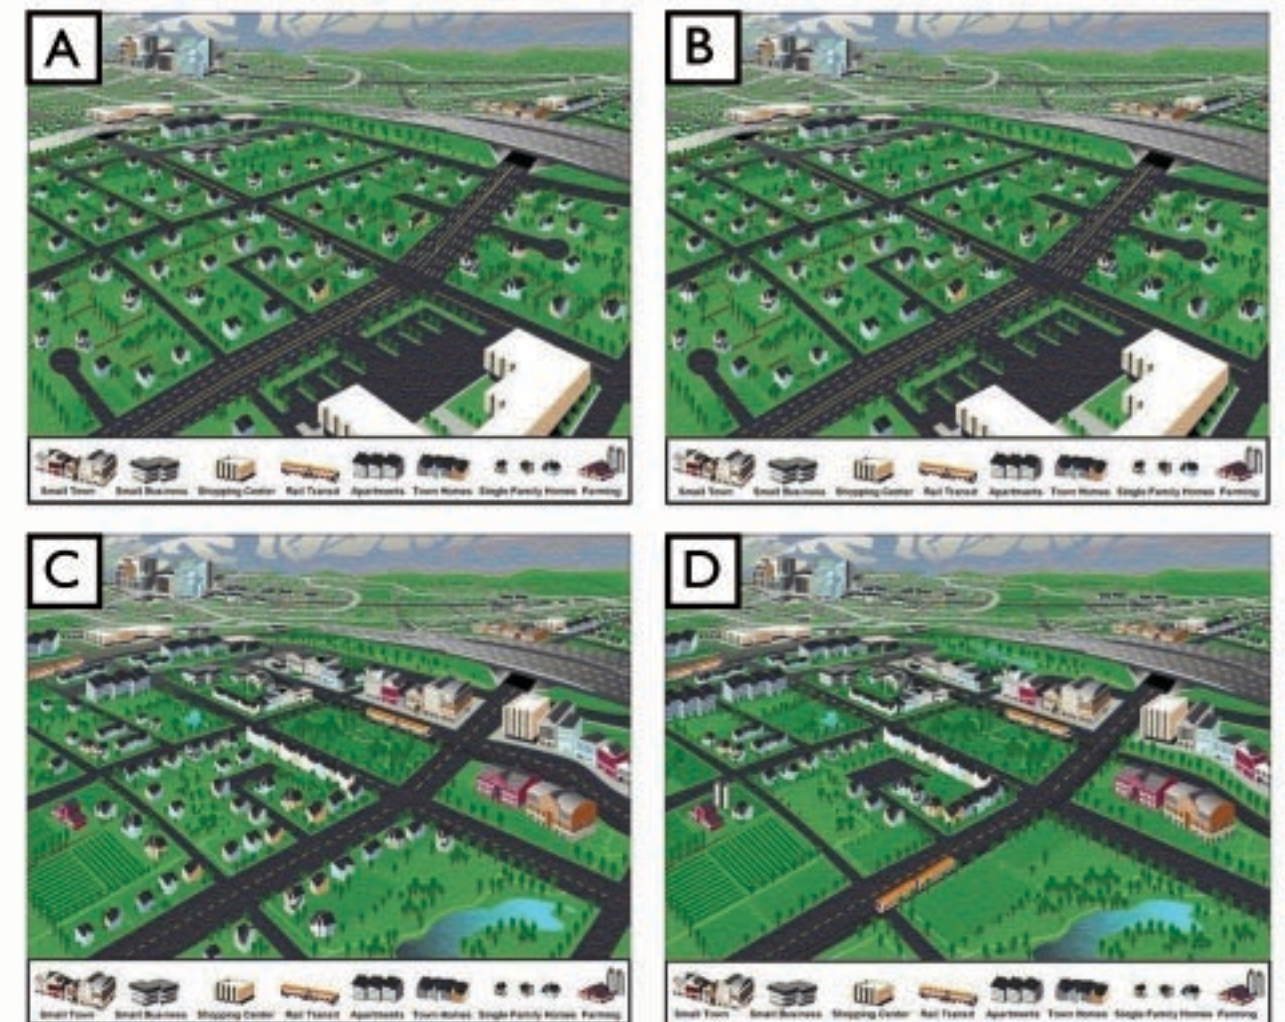 A
B
Small Town Small Business Shopping Center Rail Transit Apartments Town Homes Single Family Homes Farming
Small Town Small Business Shopping Center Rail Transit Apartments Town Homes Single Family Homes Farming
C
D
Small Town Small Business Shopping Center Rail Transit Apartments Town Homes Single Family Homes Farming
Small Town Small Business Shopping Center Rail Transit Apartments Town Homes Single Family Homes Farming